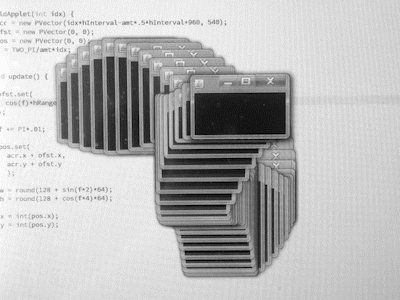 ldApplet(int idx) {
cr = new PVector(idx*hInterval-amt*.5*hInterval+960, 540);
fst = new PVector(0, 0);
os = new PVector(0, 0);
= TWO_PI/amt*idx;
void update() {
ofst.set(
cos(f)*hRange
);
f += PI*.01;
pos.set(
acr.x + ofst.x,
acr.y + ofst.y
);
w = round(128 + sin(f*2)*64);
h = round(128 + cos(f*4)*64);
x = int(pos.x);
y = int(pos.y);